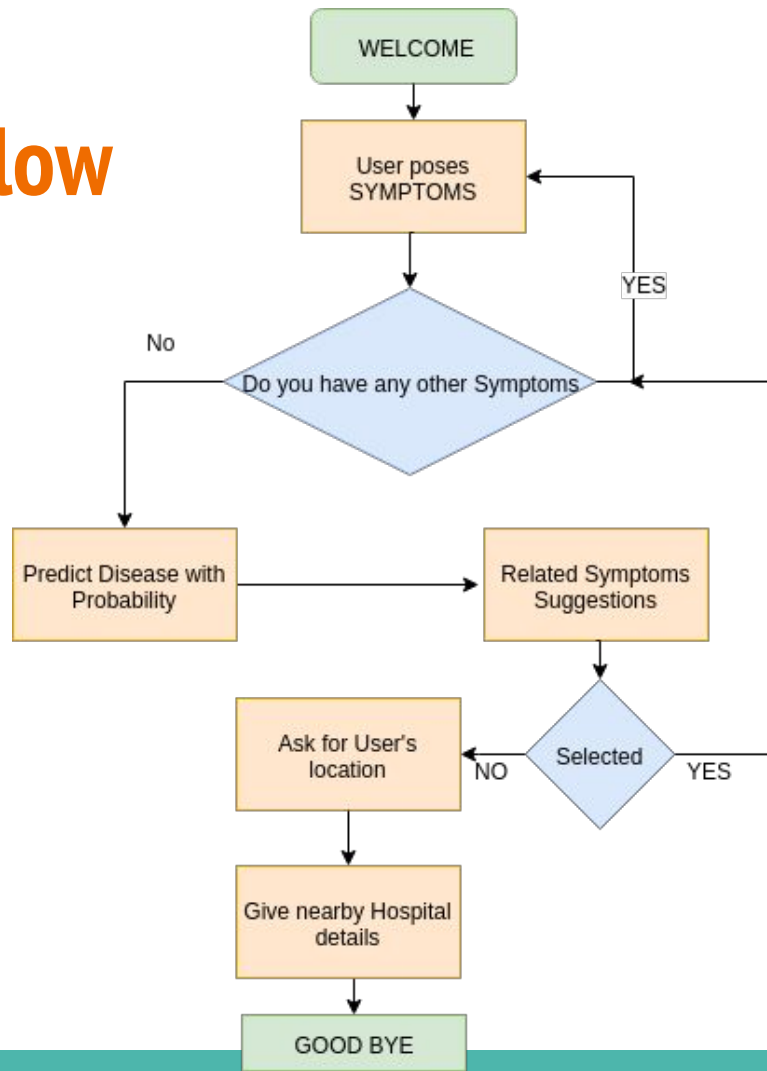 WELCOME
low
User poses
SYMPTOMS
YES
No
Do you have any other Symptoms
Predict Disease with
Probability
Related Symptoms
Suggestions
Ask for User's
location
Selected
NO
YES
Give nearby Hospital
details
GOOD BYE